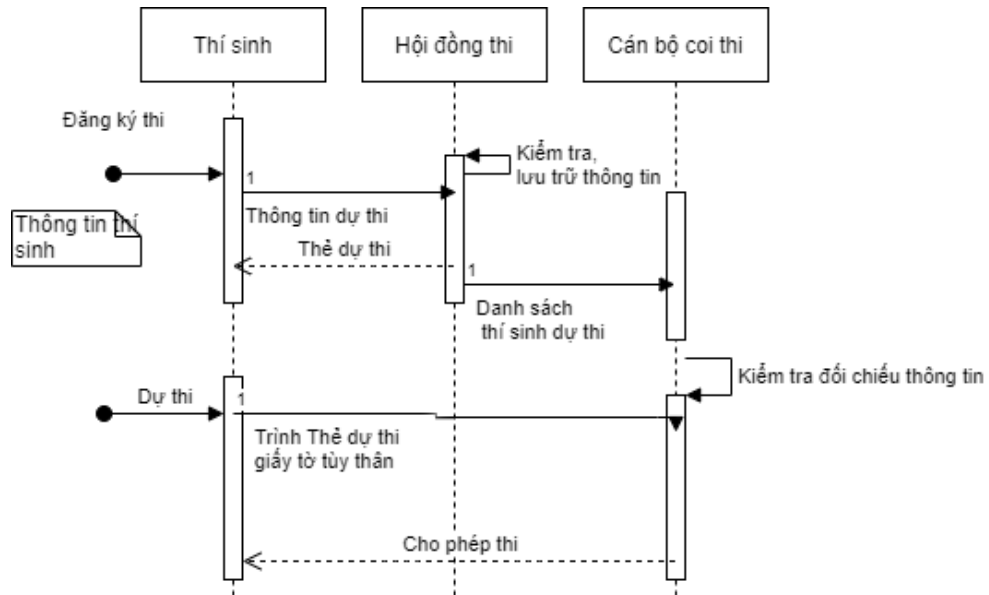 Thí sinh
Hội đồng thi
Cán bộ coi thi
Đăng ký thi
Kiểm tra,
lưu trữ thông tin
1
Thông tin dự thi
Thông tin thí
sinh
Thẻ dự thi
1
Danh sách
thí sinh dự thi
Kiểm tra đối chiếu thông tin
Dự thi
1
Trình Thẻ dự thi
giấy tờ tùy thân
Cho phép thi